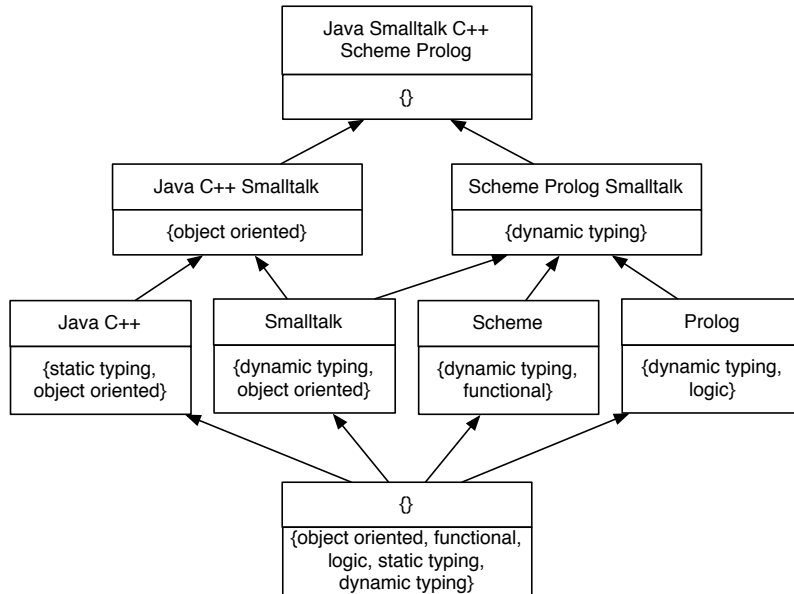 Java Smalltalk C++
Scheme Prolog
{}
Java C++ Smalltalk
{object oriented}
Scheme Prolog Smalltalk
{dynamic typing}
Java C++
{static typing,
object oriented}
Smalltalk
{dynamic typing,
object oriented}
Scheme
{dynamic typing,
functional}
Prolog
{dynamic typing,
logic}
{}
{object oriented, functional,
logic, static typing,
dynamic typing}